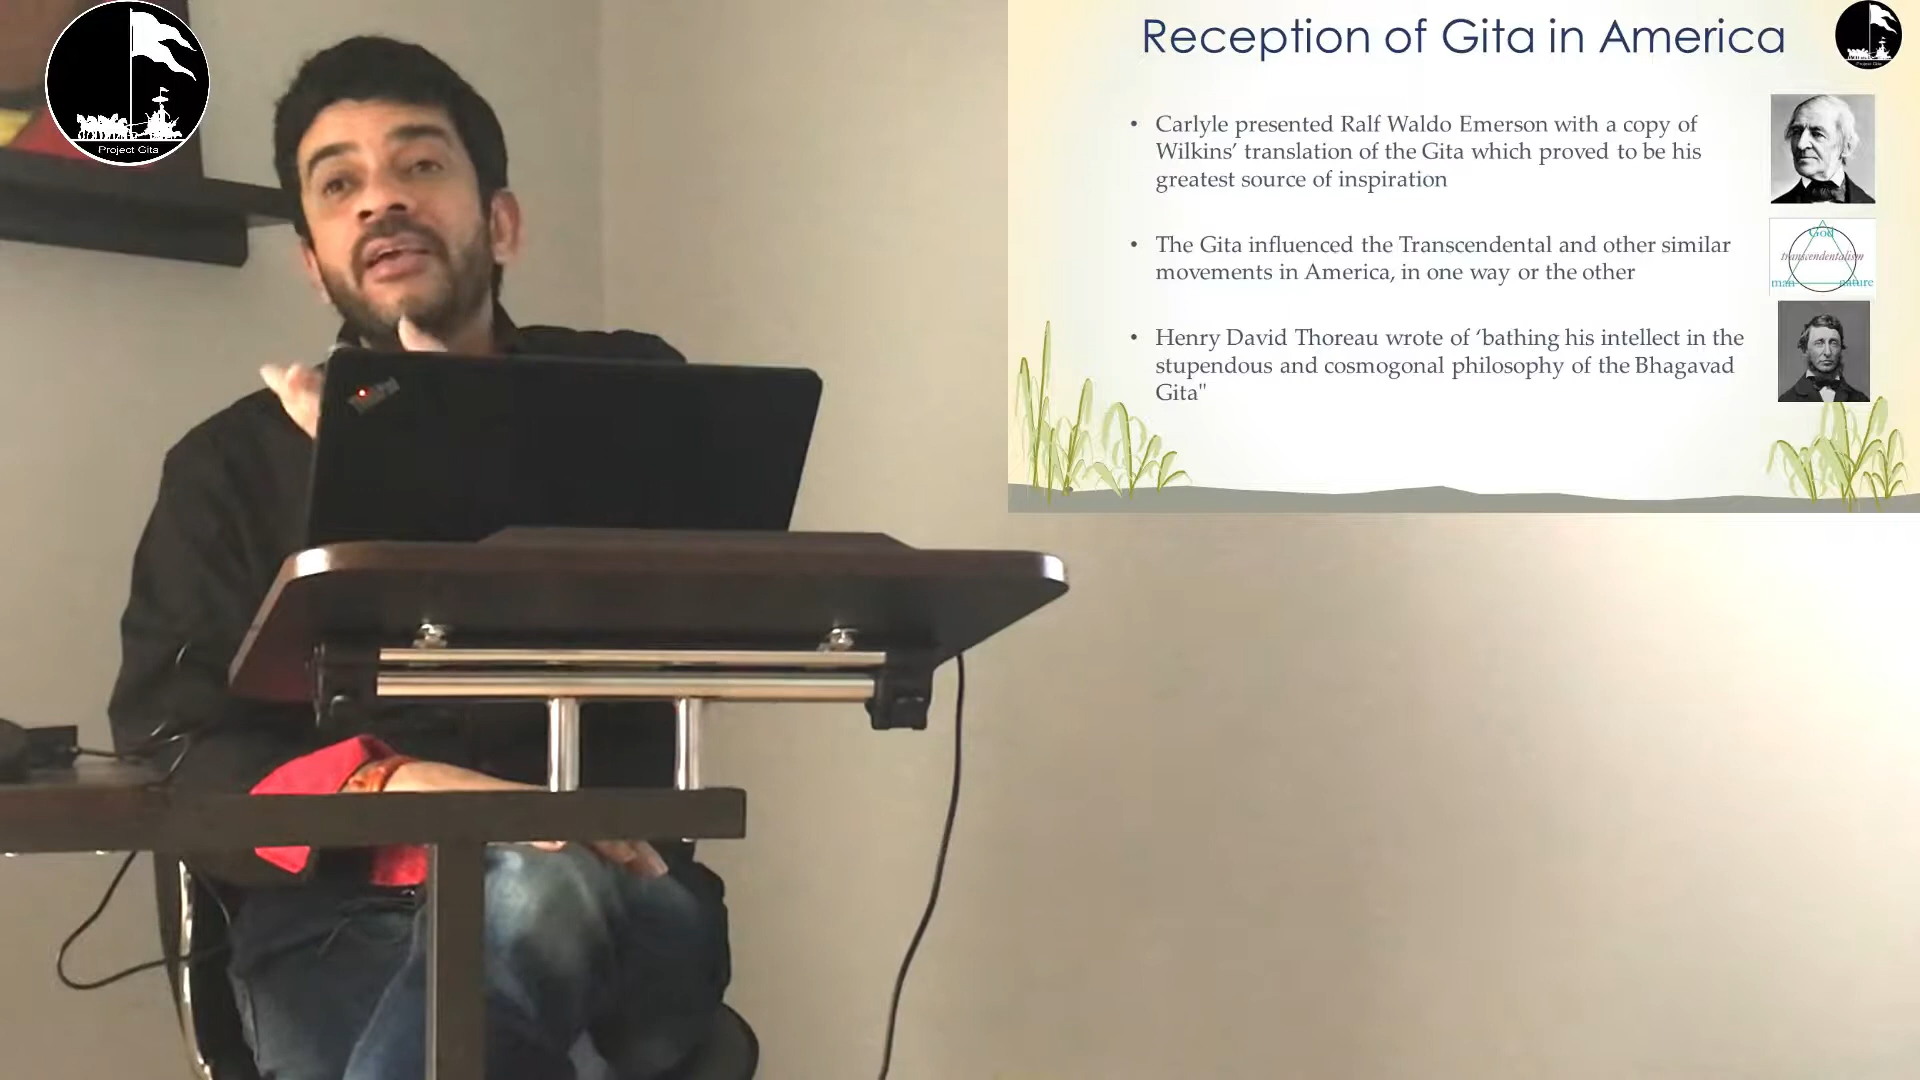 Project Gita
Reception of Gita in America
Project Gita
• Carlyle presented Ralf Waldo Emerson with a copy of
Wilkins’ translation of the Gita which proved to be his
greatest source of inspiration
• The Gita influenced the Transcendental and other similar
movements in America, in one way or the other
God
transcendentalism
man nature
• Henry David Thoreau wrote of ‘bathing his intellect in the
stupendous and cosmogonal philosophy of the Bhagavad
Gita"
ThinkPad